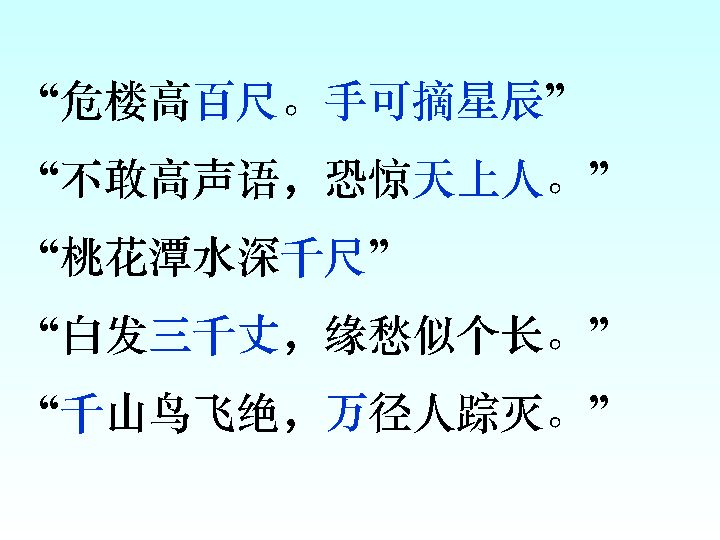 “危楼高百尺。手可摘星辰”
“不敢高声语，恐惊天上人。”
“桃花潭水深千尺”
“白发三千丈，缘愁似个长。”
“千山鸟飞绝，万径人踪灭。”